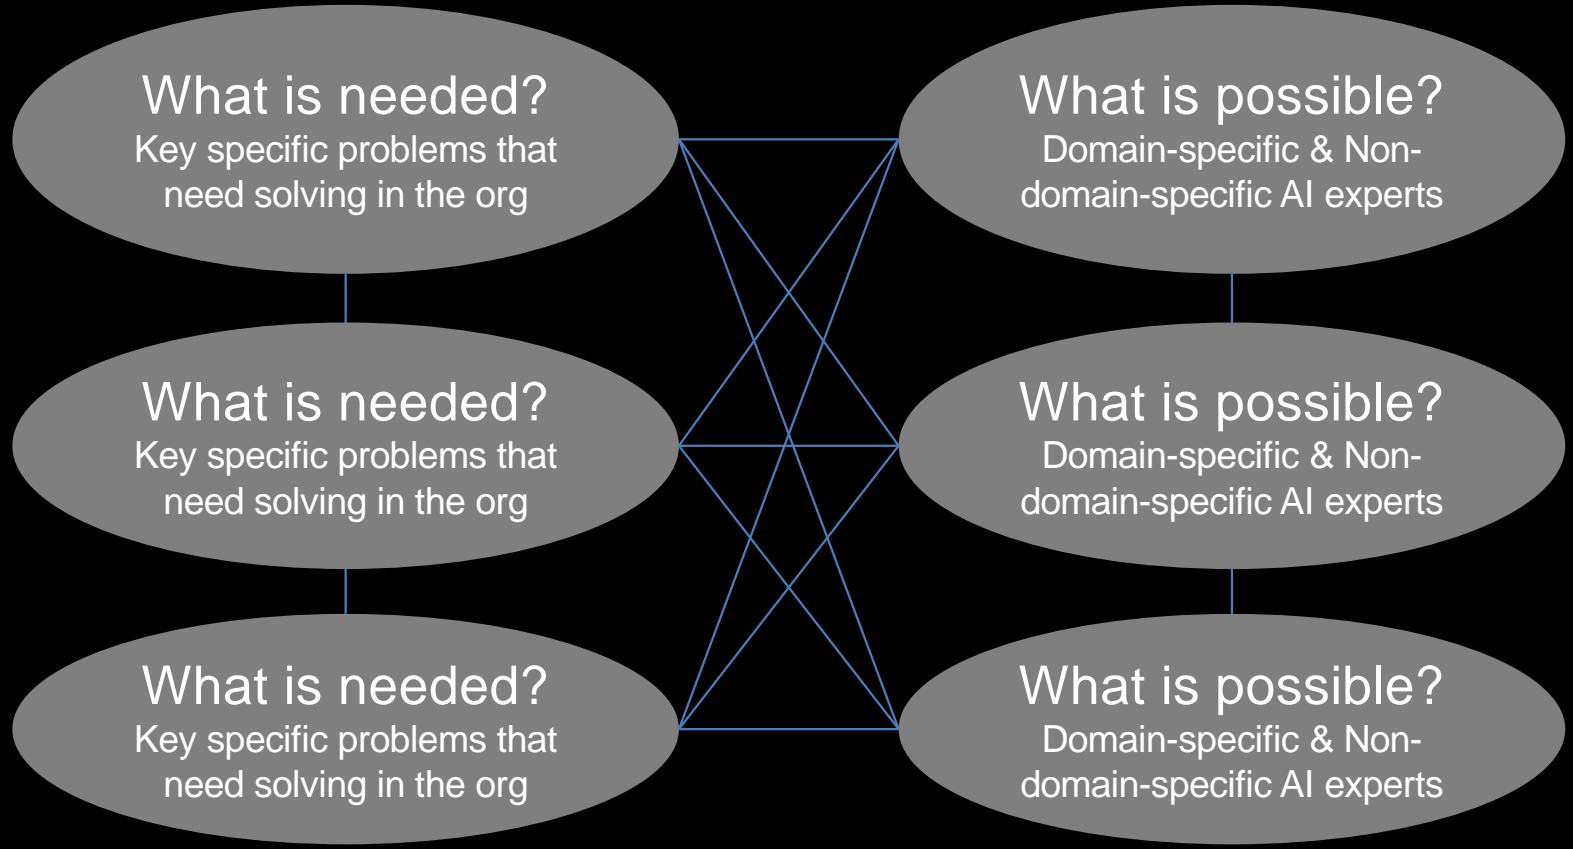 What is needed?
Key specific problems that
need solving in the org
What is possible?
Domain-specific & Non-
domain-specific AI experts
What is needed?
Key specific problems that
need solving in the org
What is possible?
Domain-specific & Non-
domain-specific AI experts
What is needed?
Key specific problems that
need solving in the org
What is possible?
Domain-specific & Non-
domain-specific AI experts